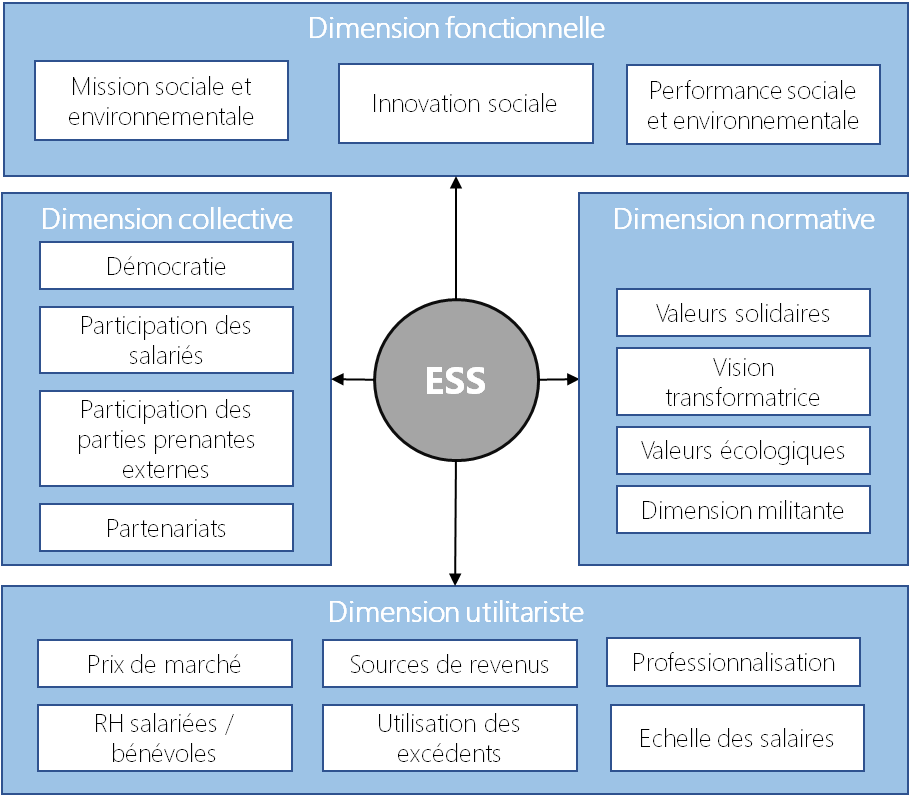 Dimension fonctionnelle
Mission sociale et
environnementale
Innovation sociale
Performance sociale
et environnementale
Dimension collective
Démocratie
Participation des
salariés
Participation des
parties prenantes
externes
Partenariats
ESS
Dimension normative
Valeurs solidaires
Vision
transformatrice
Valeurs écologiques
Dimension militante
Dimension utilitariste
Prix de marché
Sources de revenus
Professionnalisation
RH salariées /
bénévoles
Utilisation des
excédents
Echelle des salaires